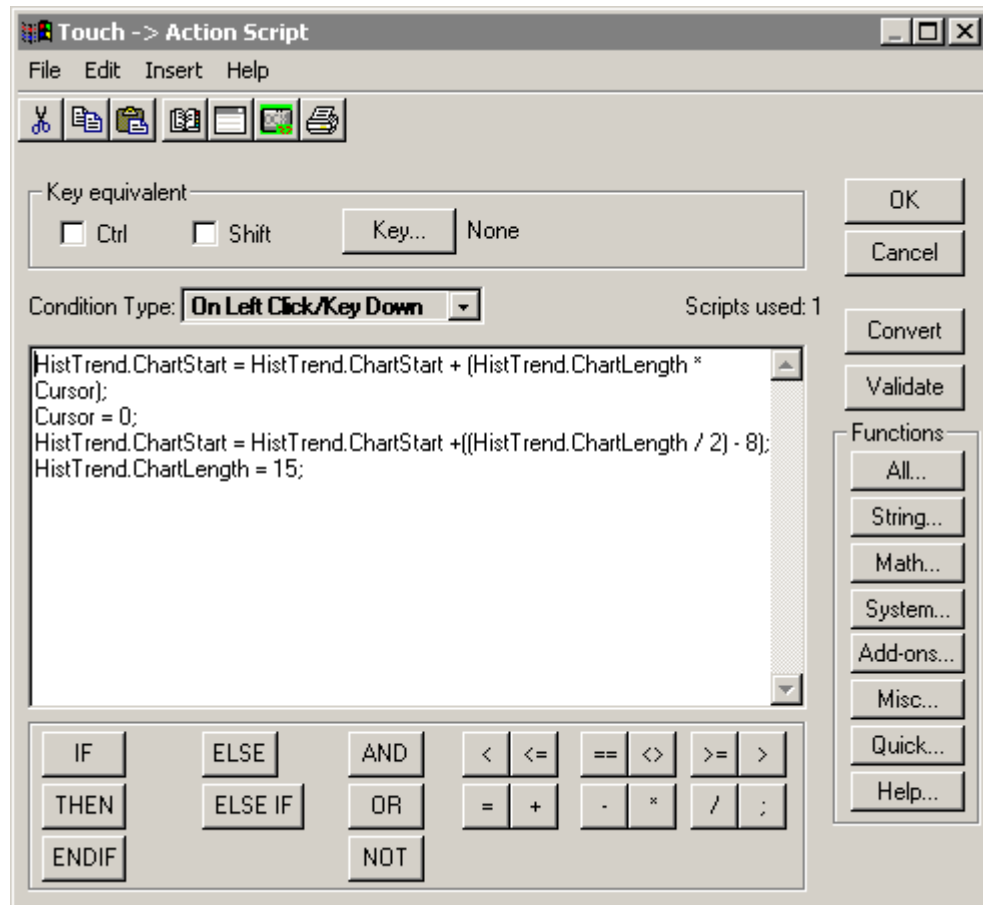 Touch -> Action Script
File Edit Insert Help
Key equivalent
Ctrl Shift Key... None
OK
Cancel
Condition Type: On Left Click/Key Down Scripts used: 1
Convert
Validate
HistTrend.ChartStart = HistTrend.ChartStart + (HistTrend.ChartLength *
Cursor);
Cursor = 0;
HistTrend.ChartStart = HistTrend.ChartStart +((HistTrend.ChartLength / 2) - 8);
HistTrend.ChartLength = 15;
Functions
All...
String...
Math...
System...
Add-ons...
Misc...
Quick...
Help...
IF ELSE AND < <= == <> >= >
THEN ELSE IF OR = + - * / ;
ENDIF NOT